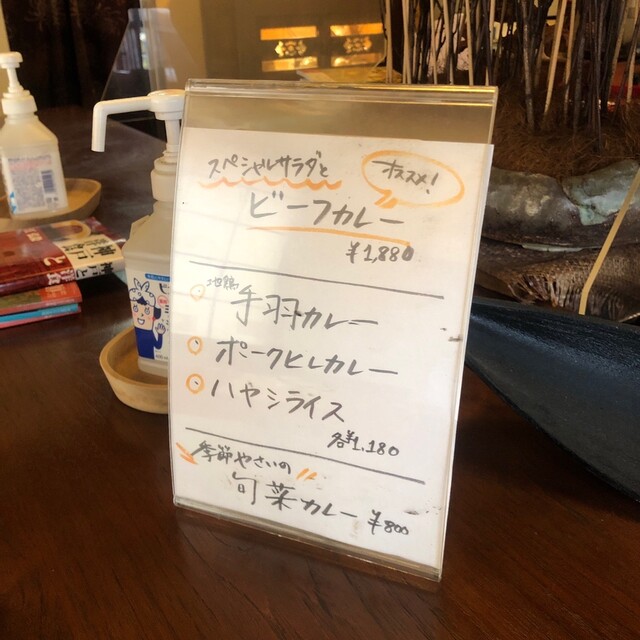 スペシャルサラダと
オススメ!
ビーフカレー
¥1,880
地鶏
手羽カレー
ポークヒレカレー
ハヤシライス
各¥1,180
季節やさいの
旬菜カレー ¥800